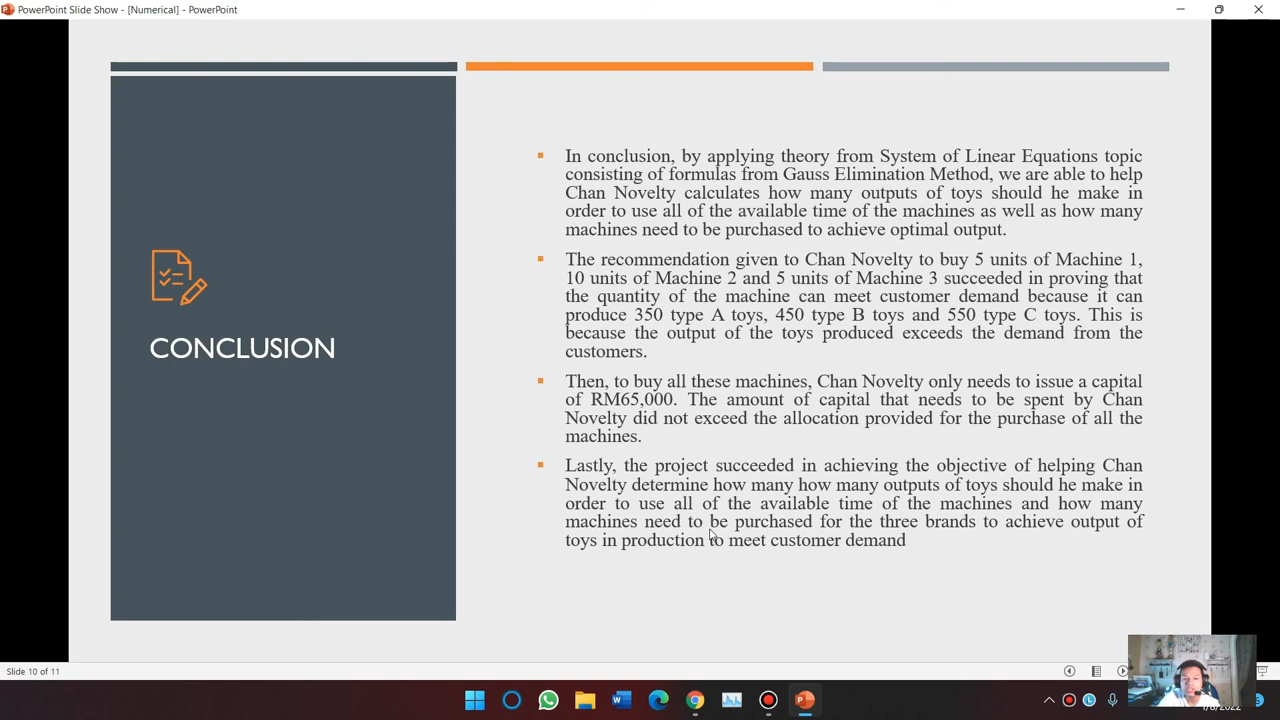 PowerPoint Slide Show - [Numerical] - PowerPoint
In conclusion, by applying theory from System of Linear Equations topic
consisting of formulas from Gauss Elimination Method, we are able to help
Chan Novelty calculates how many outputs of toys should he make in
order to use all of the available time of the machines as well as how many
machines need to be purchased to achieve optimal output.
The recommendation given to Chan Novelty to buy 5 units of Machine 1,
10 units of Machine 2 and 5 units of Machine 3 succeeded in proving that
the quantity of the machine can meet customer demand because it can
produce 350 type A toys, 450 type B toys and 550 type C toys. This is
because the output of the toys produced exceeds the demand from the
customers.
CONCLUSION
Then, to buy all these machines, Chan Novelty only needs to issue a capital
of RM65,000. The amount of capital that needs to be spent by Chan
Novelty did not exceed the allocation provided for the purchase of all the
machines.
Lastly, the project succeeded in achieving the objective of helping Chan
Novelty determine how many how many outputs of toys should he make in
order to use all of the available time of the machines and how many
machines need to be purchased for the three brands to achieve output of
toys in production to meet customer demand
Slide 10 of 11